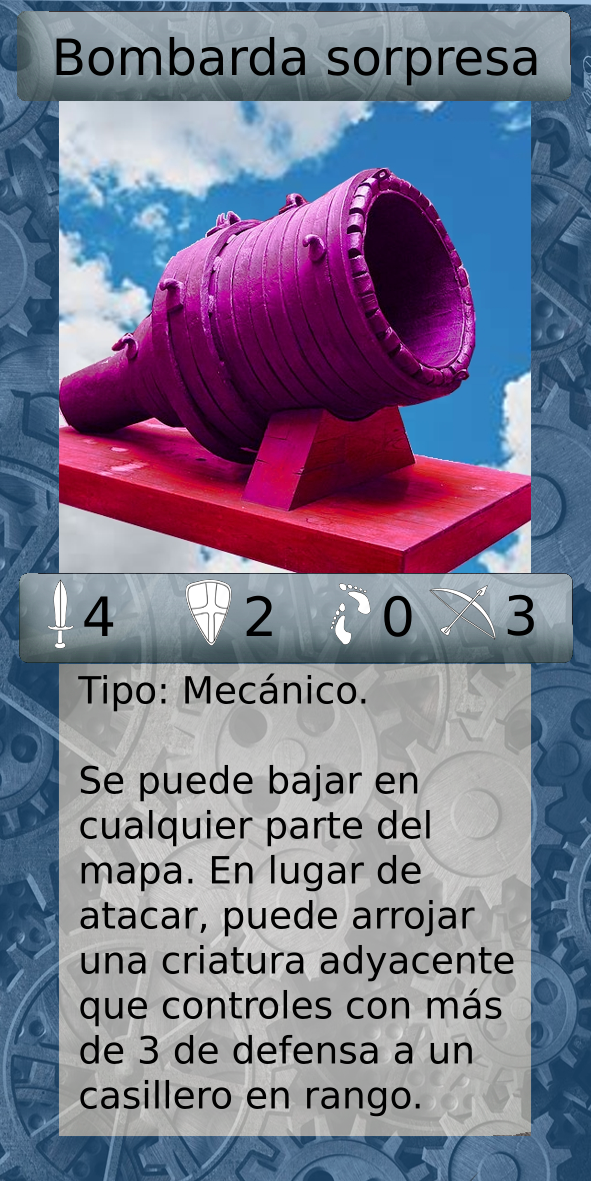 Bombarda sorpresa
4 2 0 3
Tipo: Mecánico.
Se puede bajar en
cualquier parte del
mapa. En lugar de
atacar, puede arrojar
una criatura adyacente
que controles con más
de 3 de defensa a un
casillero en rango.